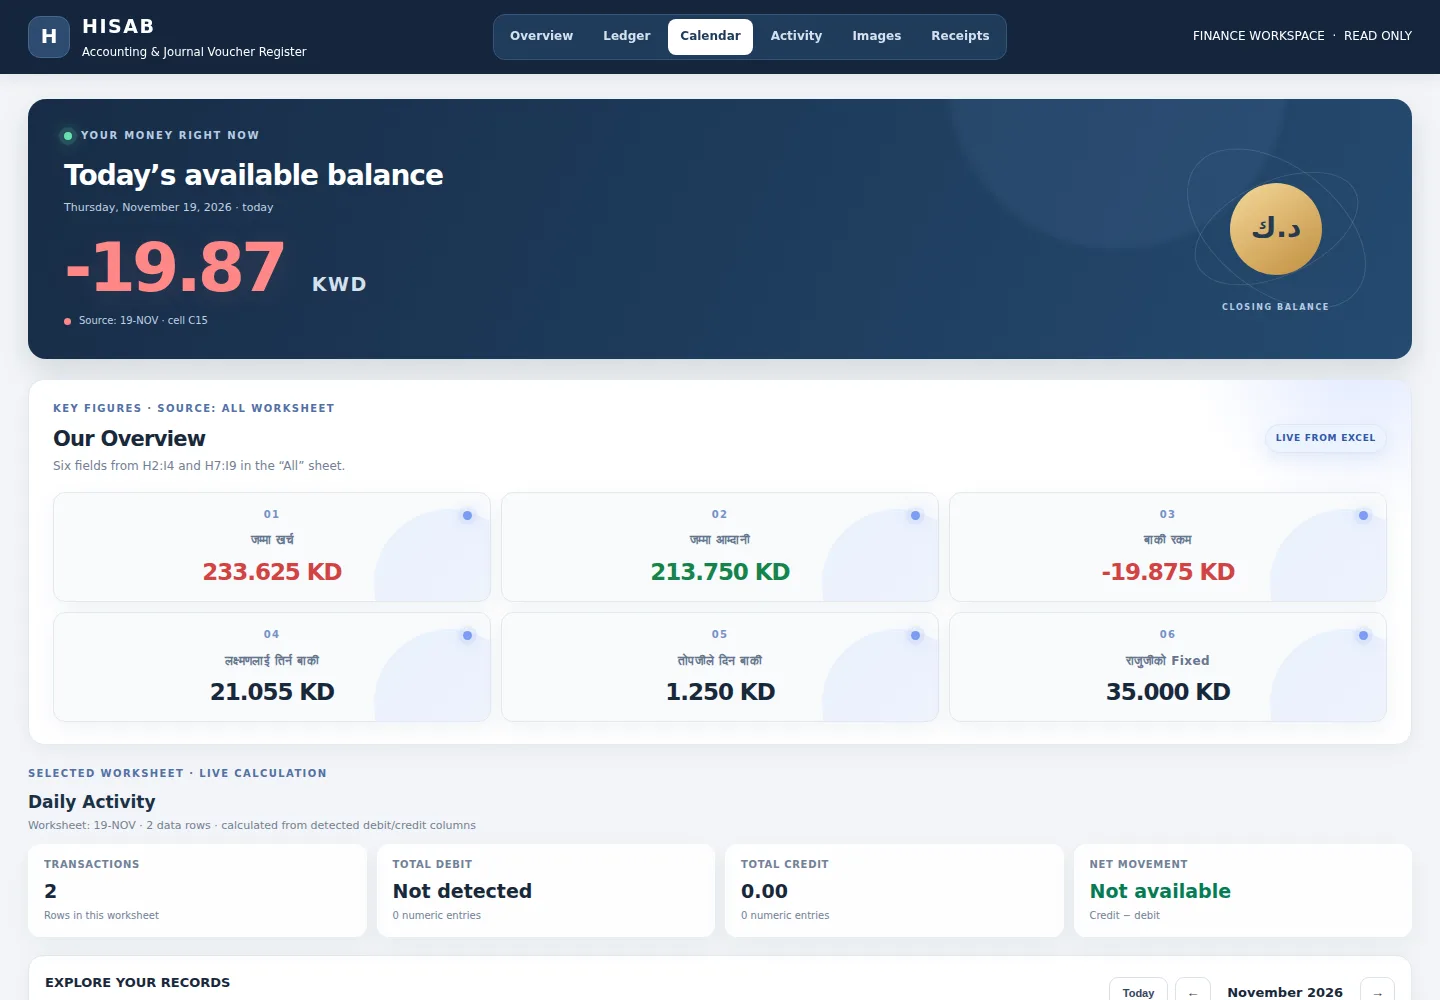 H
HISAB
Accounting & Journal Voucher Register
Overview
Ledger
Calendar
Activity
Images
Receipts
FINANCE WORKSPACE · READ ONLY
YOUR MONEY RIGHT NOW
Today’s available balance
Thursday, November 19, 2026 · today
-19.87 KWD
Source: 19-NOV · cell C15
د.ك
CLOSING BALANCE
KEY FIGURES · SOURCE: ALL WORKSHEET
Our Overview
Six fields from H2:I4 and H7:I9 in the “All” sheet.
LIVE FROM EXCEL
01
जम्मा खर्च
233.625 KD
02
जम्मा आम्दानी
213.750 KD
03
बाकी रकम
-19.875 KD
04
लक्ष्मणलाई तिर्न बाकी
21.055 KD
05
तोपजीले दिन बाकी
1.250 KD
06
राजुजीको Fixed
35.000 KD
SELECTED WORKSHEET · LIVE CALCULATION
Daily Activity
Worksheet: 19-NOV · 2 data rows · calculated from detected debit/credit columns
TRANSACTIONS
2
Rows in this worksheet
TOTAL DEBIT
Not detected
0 numeric entries
TOTAL CREDIT
0.00
0 numeric entries
NET MOVEMENT
Not available
Credit − debit
EXPLORE YOUR RECORDS
Today
←
November 2026
→